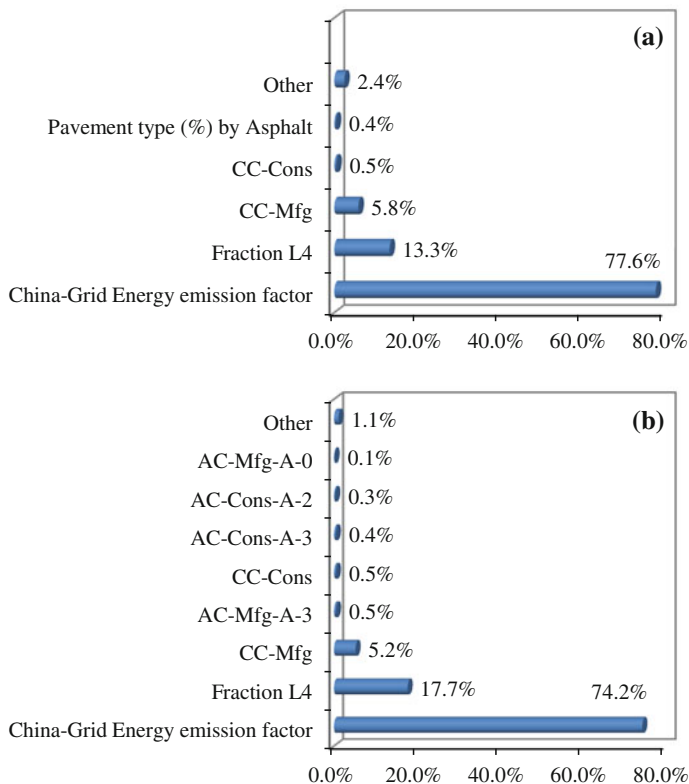 (a)
Other 2.4%
Pavement type (%) by Asphalt 0.4%
CC-Cons 0.5%
CC-Mfg 5.8%
Fraction L4 13.3%
77.6%
China-Grid Energy emission factor
0.0% 20.0% 40.0% 60.0% 80.0%
(b)
Other 1.1%
AC-Mfg-A-0 0.1%
AC-Cons-A-2 0.3%
AC-Cons-A-3 0.4%
CC-Cons 0.5%
AC-Mfg-A-3 0.5%
CC-Mfg 5.2%
Fraction L4 17.7% 74.2%
China-Grid Energy emission factor
0.0% 20.0% 40.0% 60.0% 80.0%